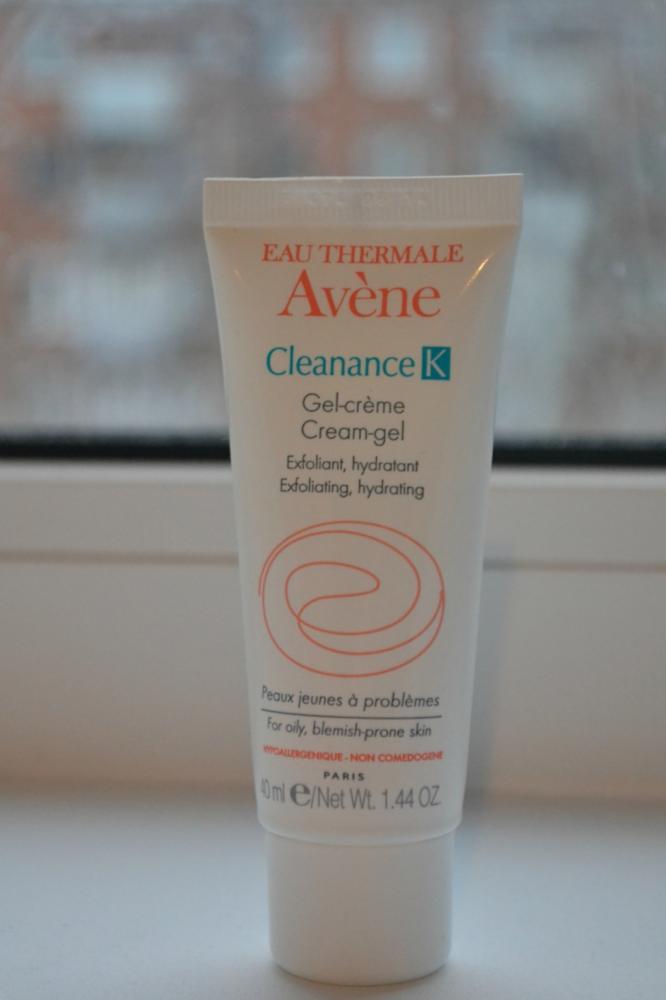 EAU THERMALE
Avène
Cleanance K
Gel-crème
Cream-gel
Exfoliant, hydratant
Exfoliating, hydrating
Peaux jeunes à problèmes
For oily, blemish-prone skin
HYPOALLERGENIQUE - NON COMEDOGENE
PARIS
40 ml e/Net Wt. 1.44 OZ.